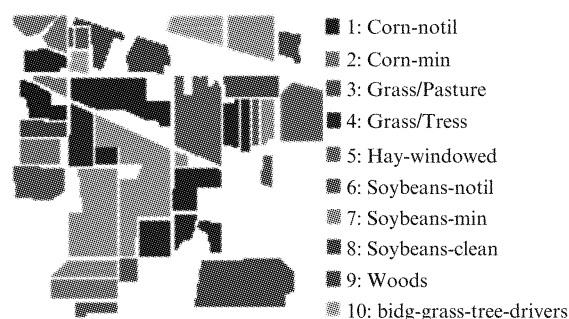 1: Corn-notil
2: Corn-min
3: Grass/Pasture
4: Grass/Tress
5: Hay-windowed
6: Soybeans-notil
7: Soybeans-min
8: Soybeans-clean
9: Woods
10: bidg-grass-tree-drivers